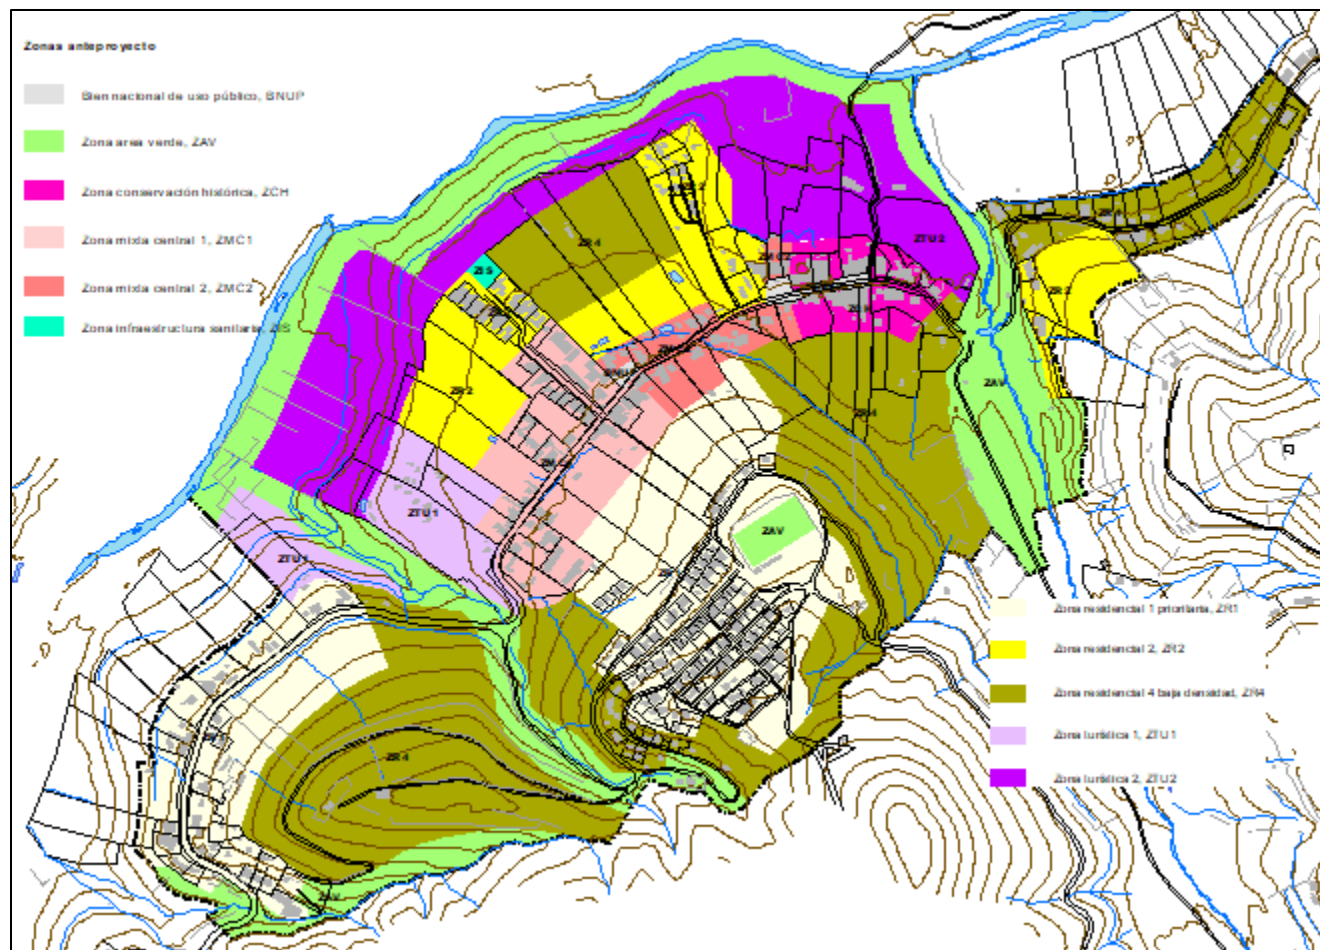 Zonas anteproyecto
Bien nacional de uso público, BNUP
Zona area verde, ZAV
Zona conservación histórica, ZCH
Zona mixta central 1, ZMC1
Zona mixta central 2, ZMC2
Zona infraestructura sanitaria, ZIS
ZTU2
ZR4
ZIS
ZMC2
ZR2
ZAV
ZR4
ZTU1
ZAV
ZTU1
ZR4
Zona residencial 1 prioritaria, ZR1
Zona residencial 2, ZR2
Zona residencial 4 baja densidad, ZR4
Zona turística 1, ZTU1
Zona turística 2, ZTU2